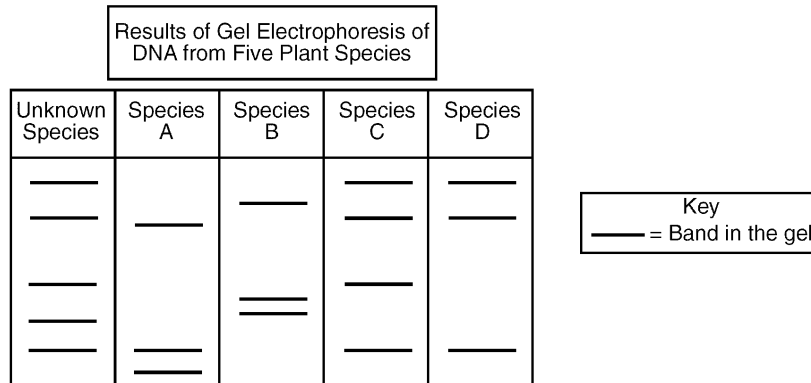 Results of Gel Electrophoresis of
DNA from Five Plant Species
Unknown
Species
Species
A
Species
B
Species
C
Species
D
Key
= Band in the gel